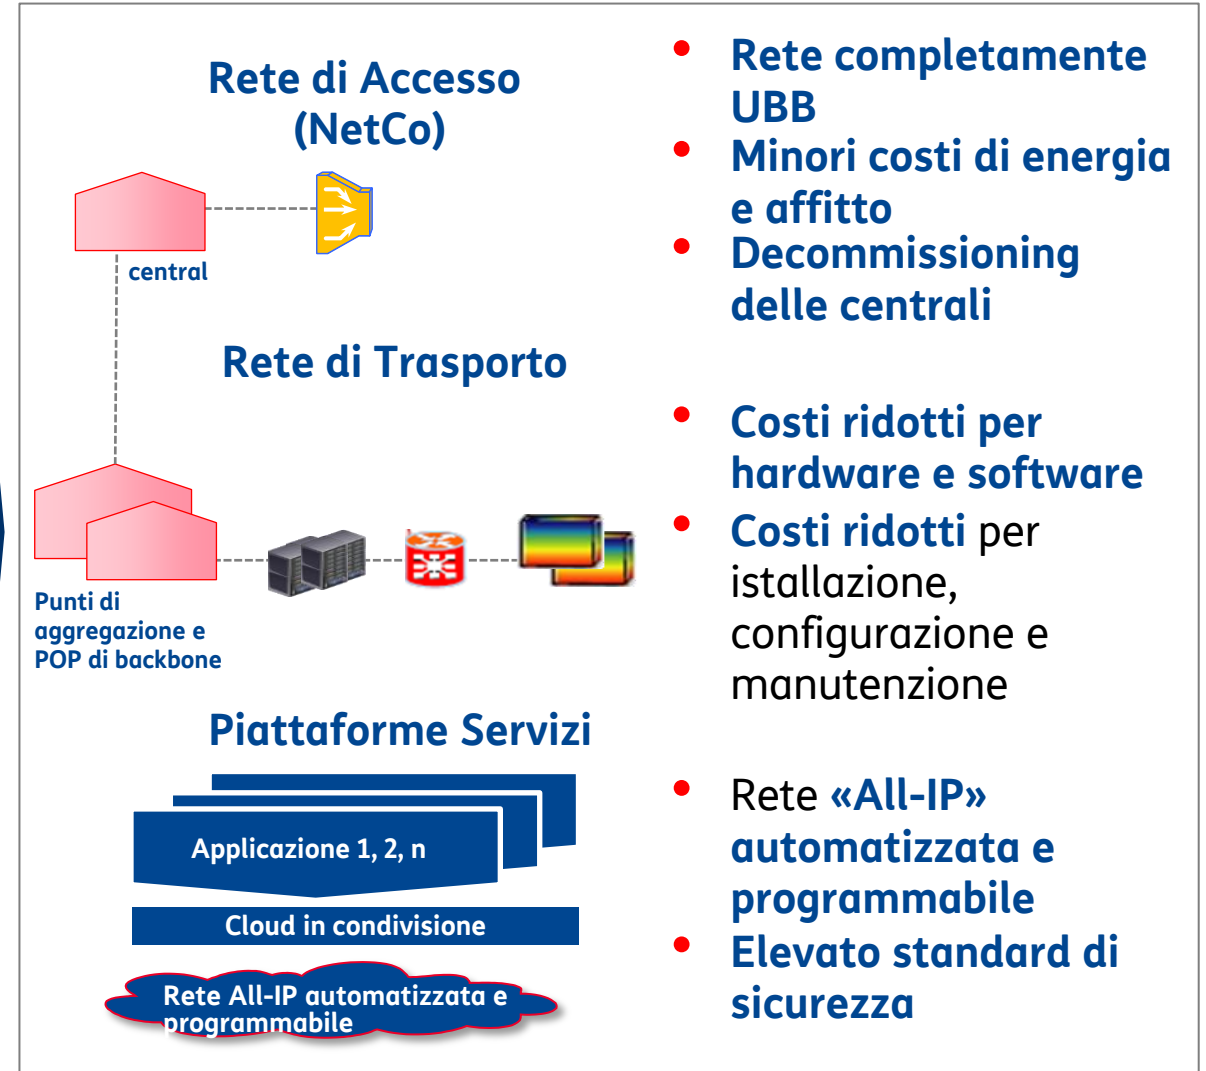 Rete di Accesso
(NetCo)
central
Rete completamente
UBB
Minori costi di energia
e affitto
Decommissioning
delle centrali
Rete di Trasporto
Punti di
aggregazione e
POP di backbone
Costi ridotti per
hardware e software
Costi ridotti per
istallazione,
configurazione e
manutenzione
Piattaforme Servizi
Applicazione 1, 2, n
Cloud in condivisione
Rete All-IP automatizzata e
programmabile
Rete «All-IP»
automatizzata e
programmabile
Elevato standard di
sicurezza